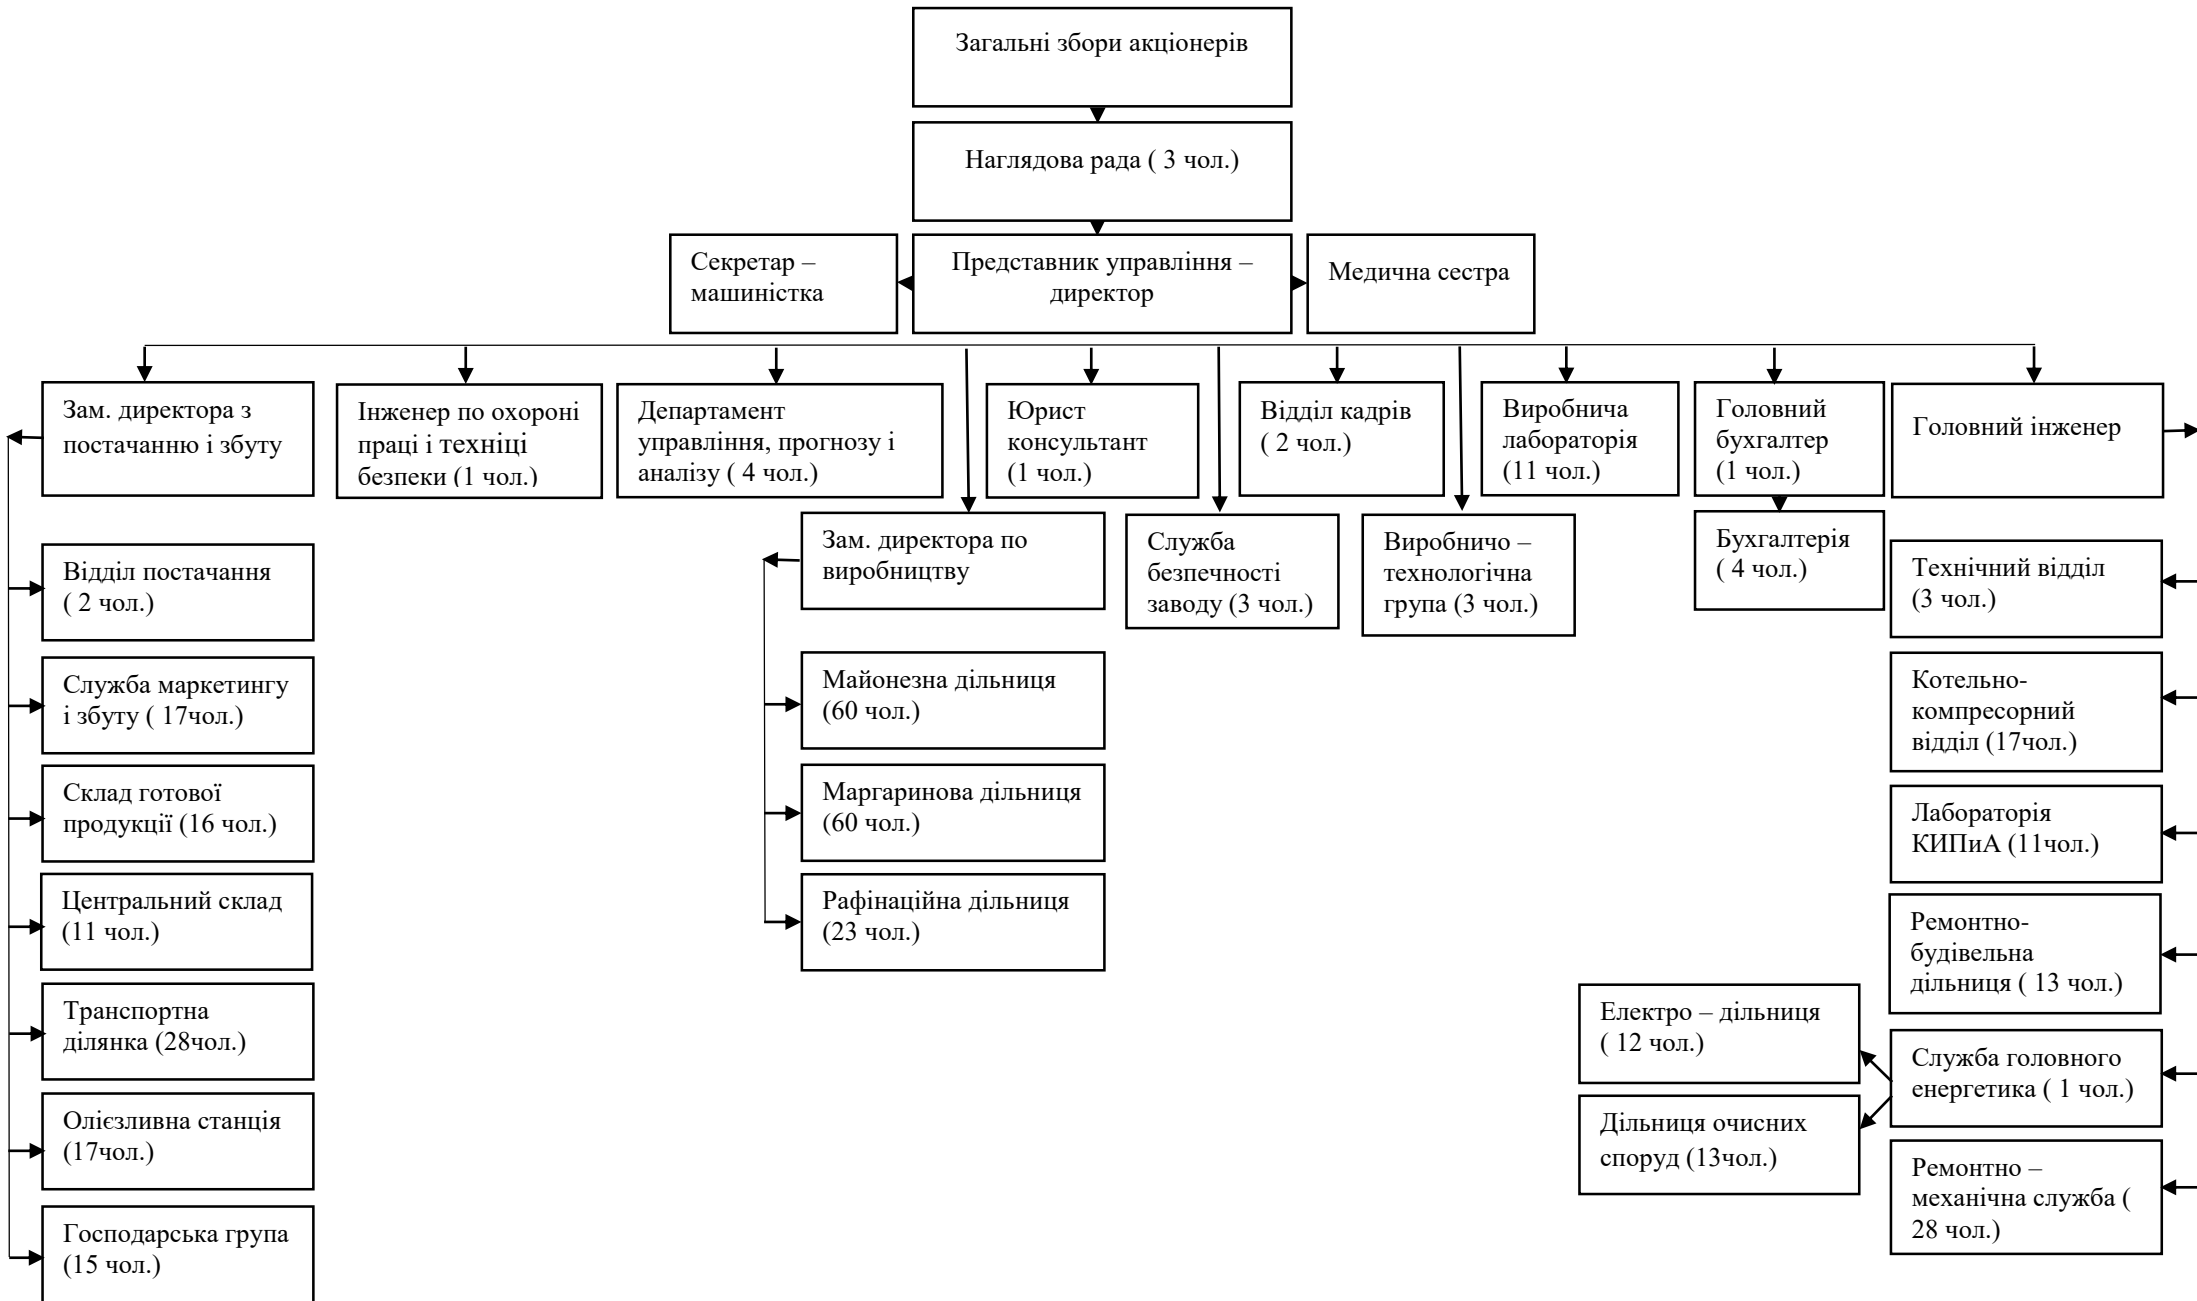 Загальні збори акціонерів
Наглядова рада ( 3 чол.)
Секретар –
машиністка
Представник управління –
директор
Медична сестра
Зам. директора з
постачанню і збуту
Інженер по охороні
праці і техніці
безпеки (1 чол.)
Департамент
управління, прогнозу і
аналізу ( 4 чол.)
Юрист
консультант
(1 чол.)
Відділ кадрів
( 2 чол.)
Виробнича
лабораторія
(11 чол.)
Головний
бухгалтер
(1 чол.)
Головний інженер
Зам. директора по
виробництву
Служба
безпечності
заводу (3 чол.)
Виробничо –
технологічна
група (3 чол.)
Бухгалтерія
( 4 чол.)
Відділ постачання
( 2 чол.)
Служба маркетингу
і збуту ( 17чол.)
Склад готової
продукції (16 чол.)
Центральний склад
(11 чол.)
Транспортна
ділянка (28чол.)
Олієзливна станція
(17чол.)
Господарська група
(15 чол.)
Майонезна дільниця
(60 чол.)
Маргаринова дільниця
(60 чол.)
Рафінаційна дільниця
(23 чол.)
Технічний відділ
(3 чол.)
Котельно-
компресорний
відділ (17чол.)
Лабораторія
КИПиА (11чол.)
Ремонтно-
будівельна
дільниця ( 13 чол.)
Електро – дільниця
( 12 чол.)
Дільниця очисних
споруд (13чол.)
Служба головного
енергетика ( 1 чол.)
Ремонтно –
механічна служба (
28 чол.)